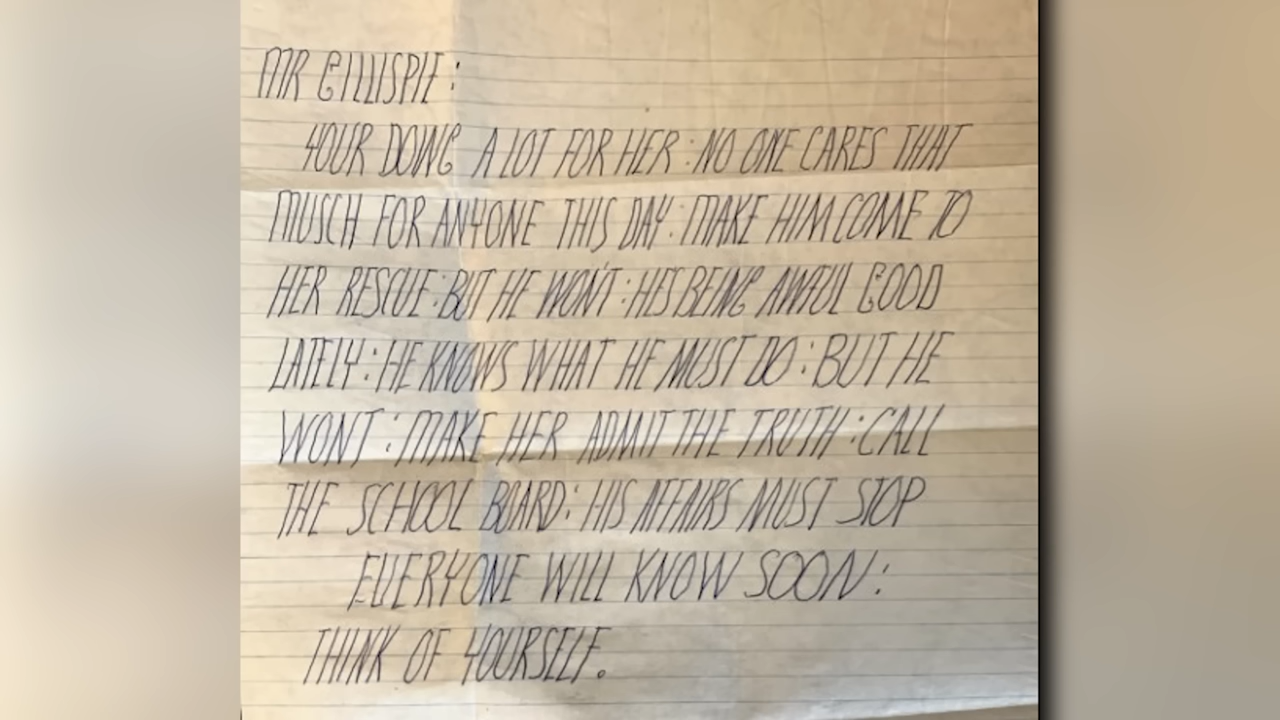 MR GILLISPIE:
YOUR DOING A LOT FOR HER: NO ONE CARES THAT
MUSCH FOR ANYONE THIS DAY: MAKE HIM COME TO
HER RESCUE: BUT HE WON'T: HE'S BEING AWFUL GOOD
LATELY: HE KNOWS WHAT HE MUST DO: BUT HE
WONT: MAKE HER ADMIT THE TRUTH: CALL
THE SCHOOL BOARD: HIS AFFAIRS MUST STOP
EVERYONE WILL KNOW SOON:
THINK OF YOURSELF.